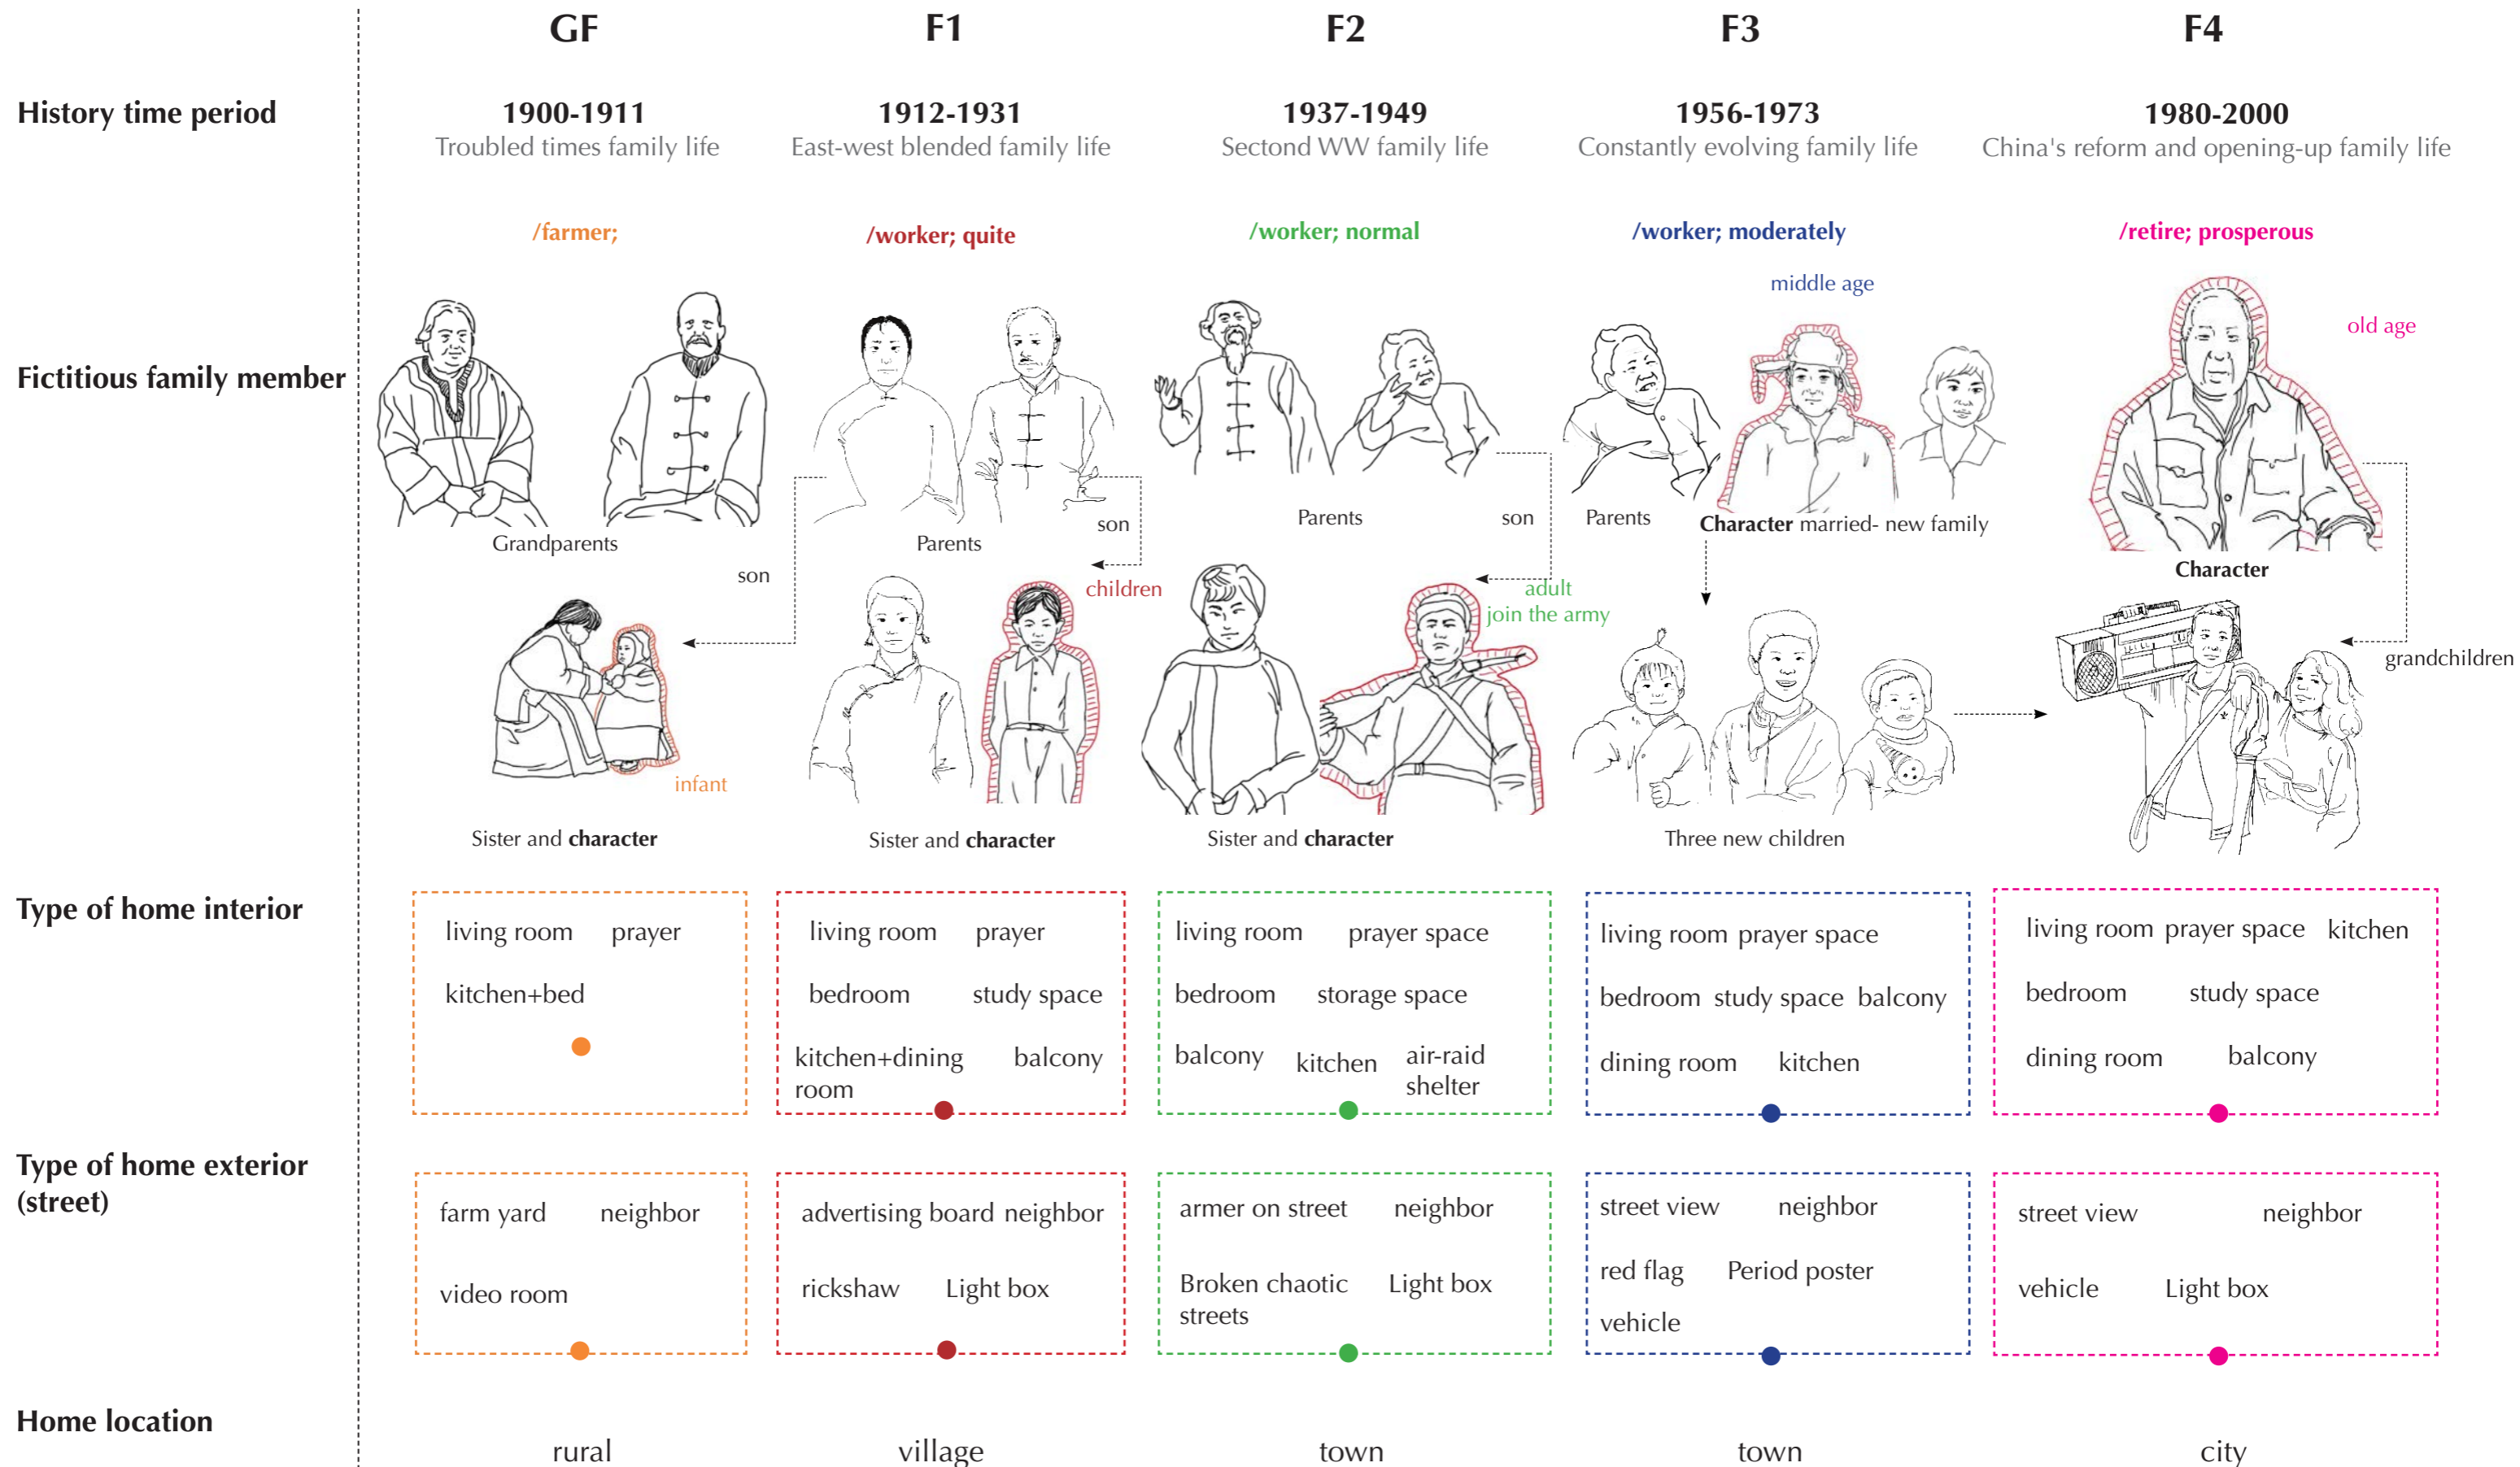 GF F1 F2 F3 F4
History time period
1900-1911 1912-1931 1937-1949 1956-1973 1980-2000
Troubled times family life East-west blended family life Sectond WW family life Constantly evolving family life China's reform and opening-up family life
/farmer; /worker; quite /worker; normal /worker; moderately /retire; prosperous
middle age
old age
Fictitious family member
Grandparents
Parents
Parents
Parents
Character married- new family
Character
son
son
son
children
adult
join the army
grandchildren
infant
Sister and character
Sister and character
Sister and character
Three new children
Type of home interior
living room prayer
kitchen+bed
living room prayer
bedroom study space
kitchen+dining room balcony
living room prayer space
bedroom storage space
balcony kitchen air-raid shelter
living room prayer space
bedroom study space balcony
dining room kitchen
living room prayer space kitchen
bedroom study space
dining room balcony
Type of home exterior
(street)
farm yard neighbor
video room
advertising board neighbor
rickshaw Light box
armer on street neighbor
Broken chaotic streets Light box
street view neighbor
red flag Period poster
vehicle
street view neighbor
vehicle Light box
Home location
rural village town town city